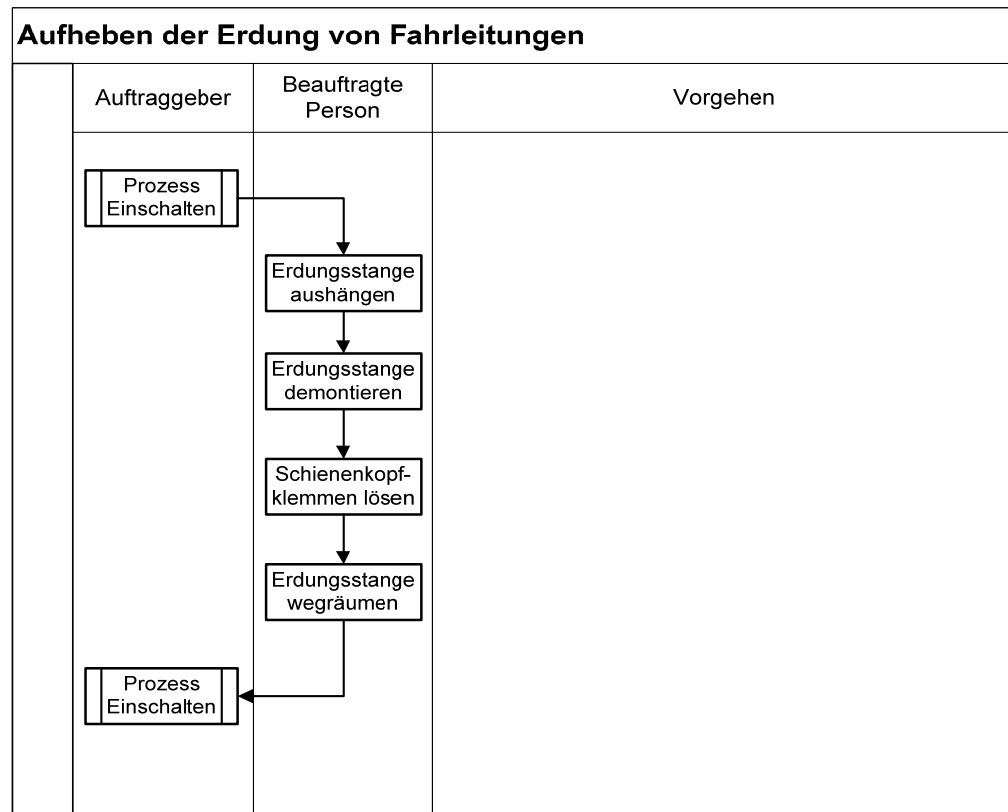 Aufheben der Erdung von Fahrleitungen
Auftraggeber
Beauftragte
Person
Vorgehen
Prozess
Einschalten
Erdungsstange
aushängen
Erdungsstange
demontieren
Schienenkopf-
klemmen lösen
Erdungsstange
wegräumen
Prozess
Einschalten